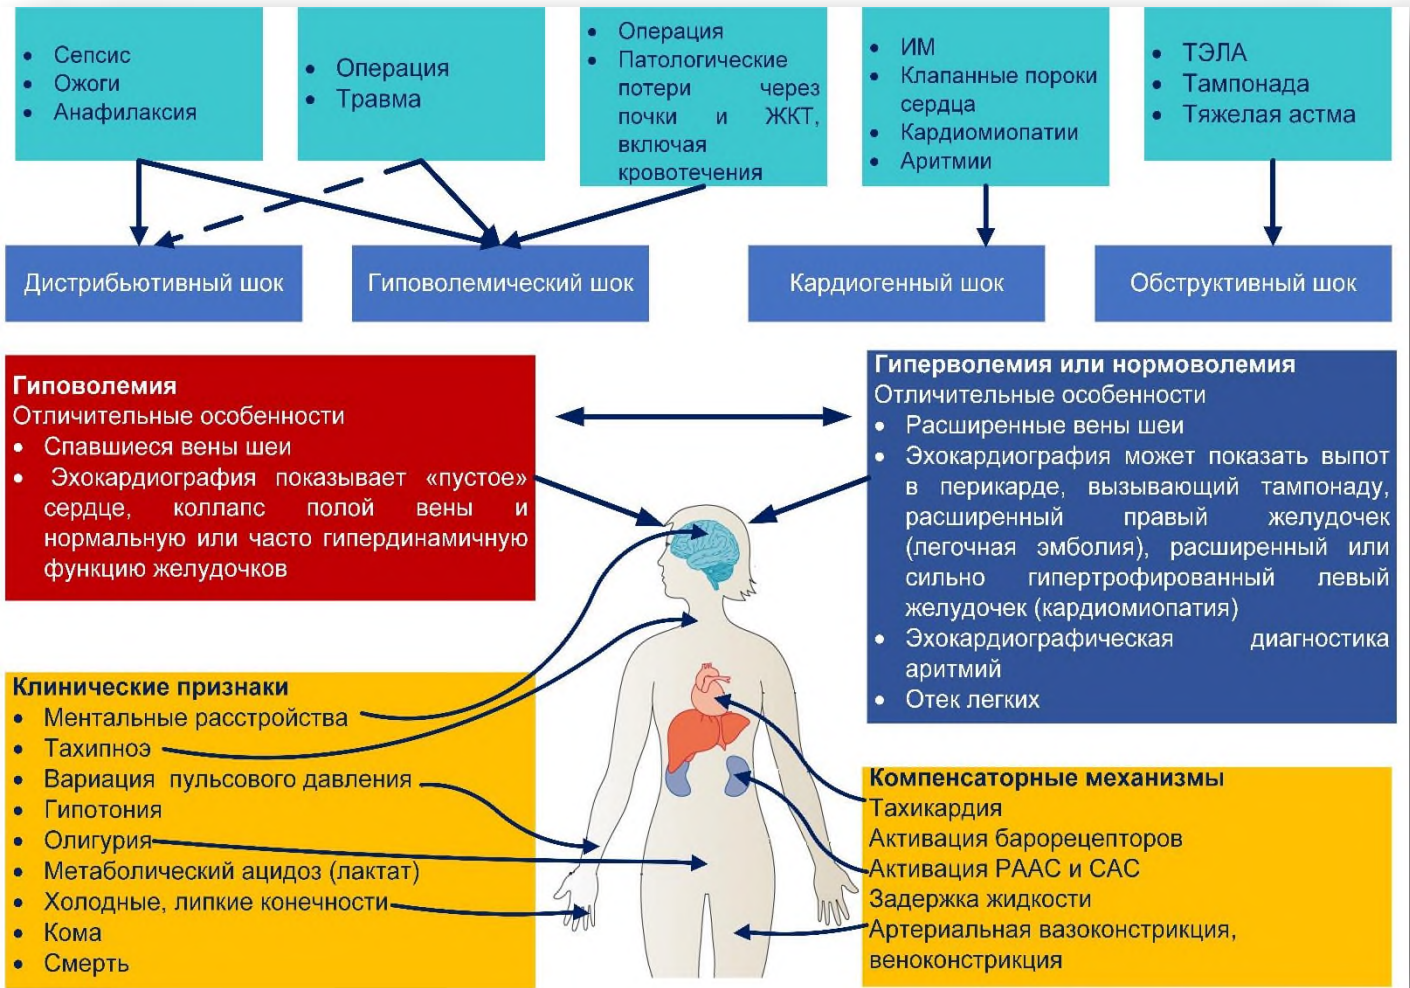 Сепсис
Ожоги
Анафилаксия
Операция
Травма
Операция
Патологические
потери через
почки и ЖКТ,
включая
кровотечения
ИМ
Клапанные пороки
сердца
Кардиомиопатии
Аритмии
ТЭЛА
Тампонада
Тяжелая астма
Дистрибьютивный шок
Гиповолемический шок
Кардиогенный шок
Обструктивный шок
Гиповолемия
Отличительные особенности
Спавшиеся вены шеи
Эхокардиография показывает «пустое»
сердце, коллапс полой вены и
нормальную или часто гипердинамичную
функцию желудочков
Гиперволемия или нормоволемия
Отличительные особенности
Расширенные вены шеи
Эхокардиография может показать выпот
в перикарде, вызывающий тампонаду,
расширенный правый желудочек
(легочная эмболия), расширенный или
сильно гипертрофированный левый
желудочек (кардиомиопатия)
Эхокардиографическая диагностика
аритмий
Отек легких
Клинические признаки
Ментальные расстройства
Тахипноэ
Вариация пульсового давления
Гипотония
Олигурия
Метаболический ацидоз (лактат)
Холодные, липкие конечности
Кома
Смерть
Компенсаторные механизмы
Тахикардия
Активация барорецепторов
Активация РААС и САС
Задержка жидкости
Артериальная вазоконстрикция,
веноконстрикция